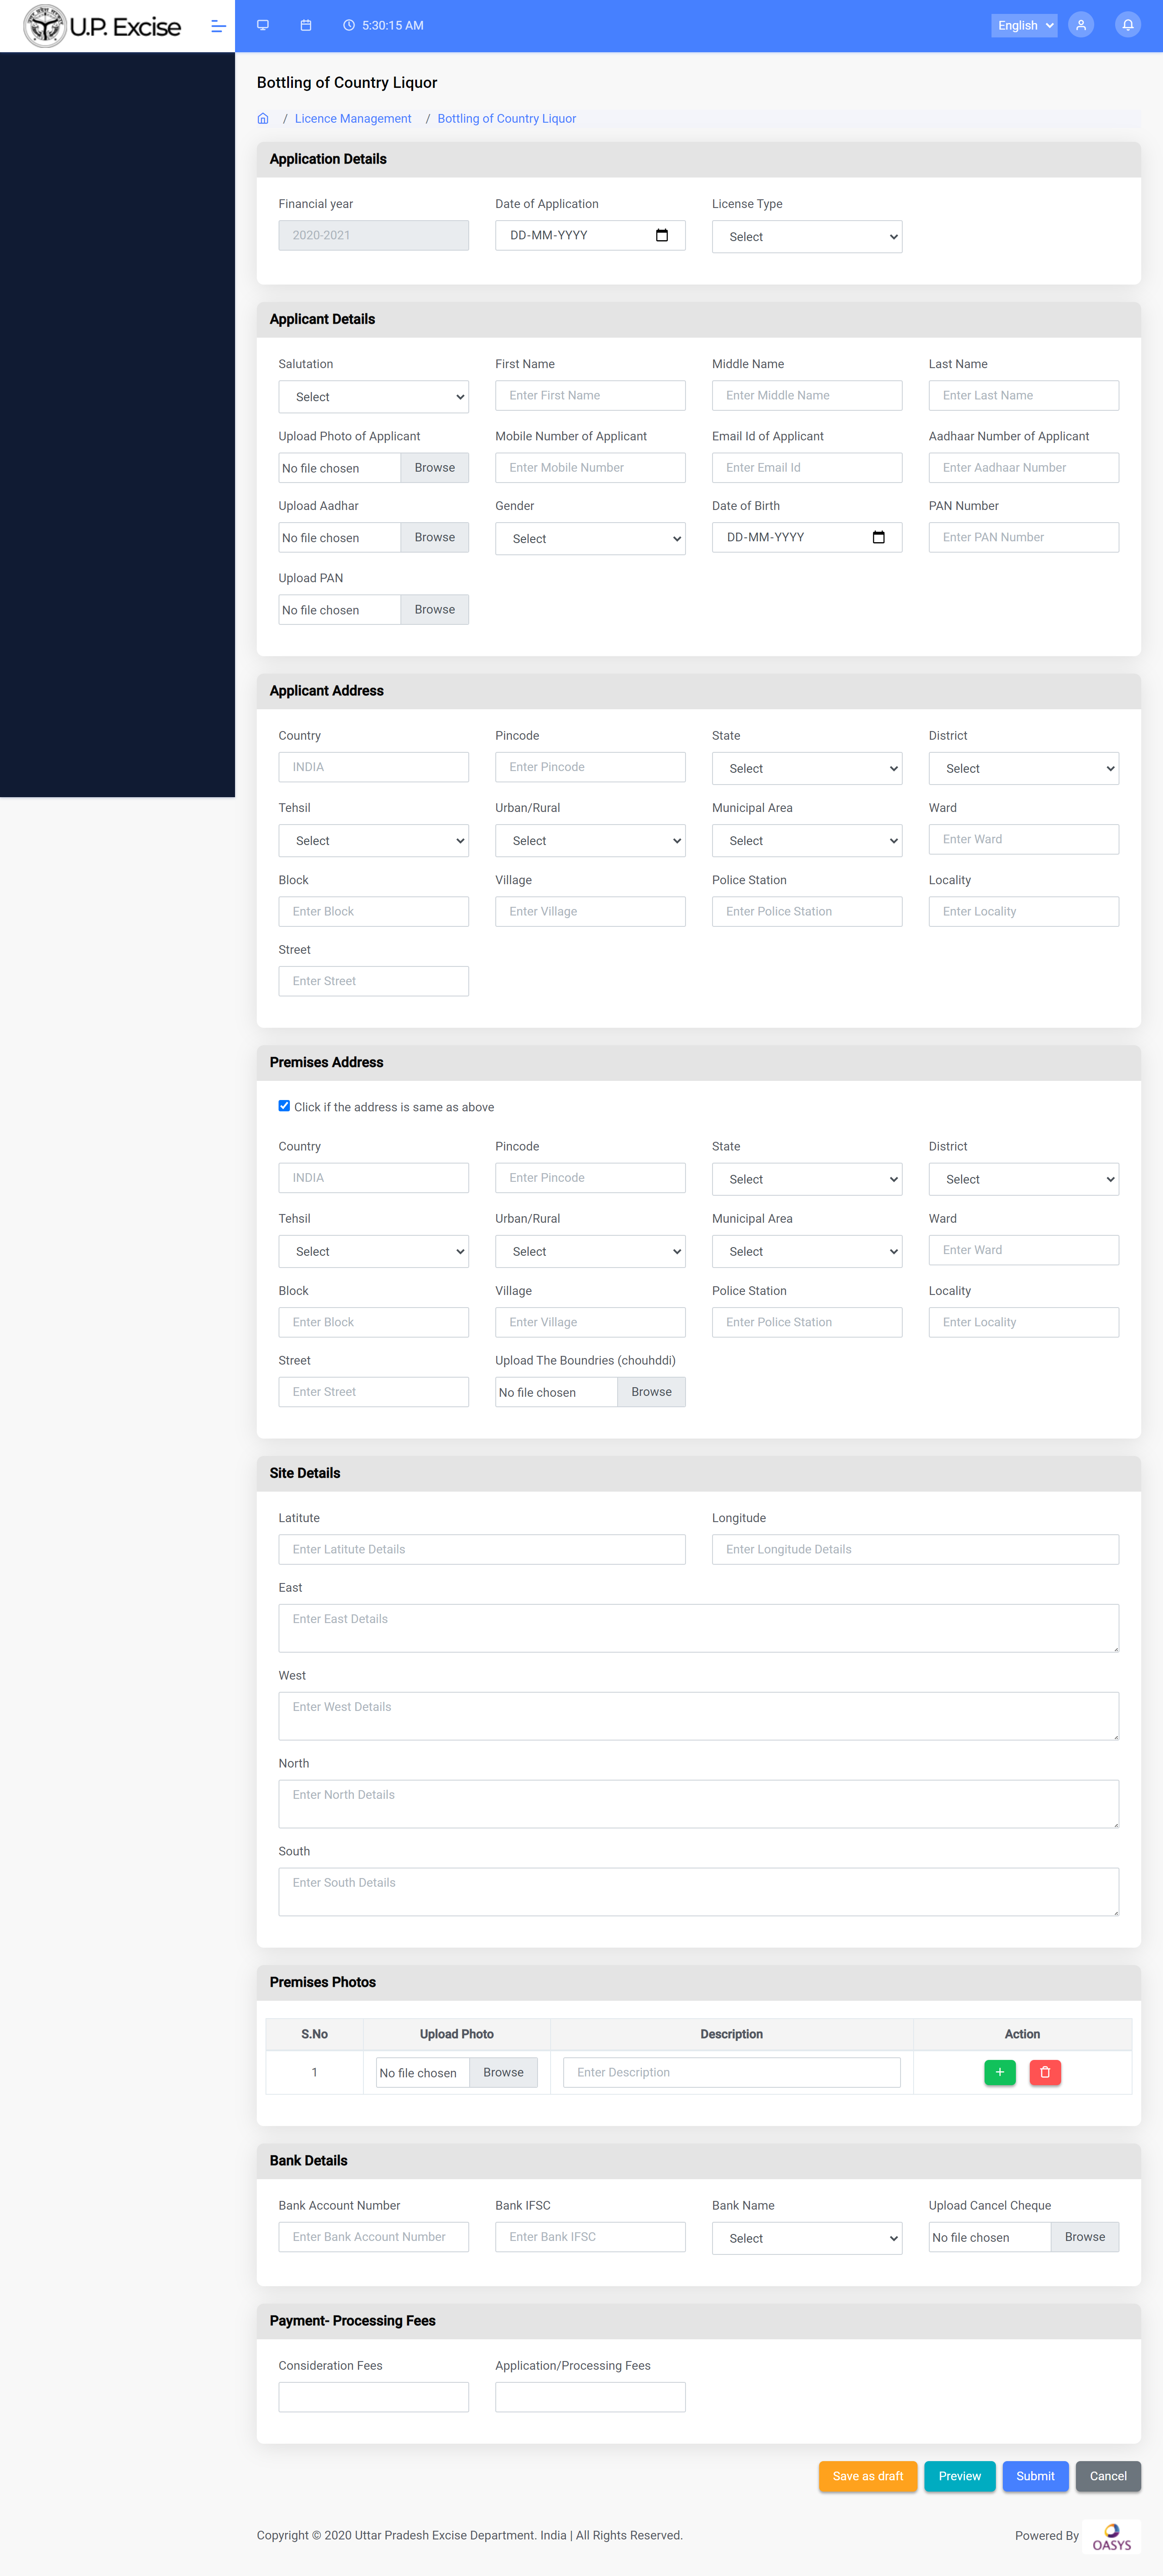 U.P. Excise
5:30:15 AM
English
Bottling of Country Liquor
/ Licence Management / Bottling of Country Liquor
Application Details
Financial year Date of Application License Type
2020-2021 DD-MM-YYYY Select
Applicant Details
Salutation First Name Middle Name Last Name
Select Enter First Name Enter Middle Name Enter Last Name
Upload Photo of Applicant Mobile Number of Applicant Email Id of Applicant Aadhaar Number of Applicant
No file chosen Browse Enter Mobile Number Enter Email Id Enter Aadhaar Number
Upload Aadhar Gender Date of Birth PAN Number
No file chosen Browse Select DD-MM-YYYY Enter PAN Number
Upload PAN
No file chosen Browse
Applicant Address
Country Pincode State District
INDIA Enter Pincode Select Select
Tehsil Urban/Rural Municipal Area Ward
Select Select Select Enter Ward
Block Village Police Station Locality
Enter Block Enter Village Enter Police Station Enter Locality
Street
Enter Street
Premises Address
Click if the address is same as above
Country Pincode State District
INDIA Enter Pincode Select Select
Tehsil Urban/Rural Municipal Area Ward
Select Select Select Enter Ward
Block Village Police Station Locality
Enter Block Enter Village Enter Police Station Enter Locality
Street Upload The Boundries (chouhddi)
Enter Street No file chosen Browse
Site Details
Latitute Longitude
Enter Latitute Details Enter Longitude Details
East
Enter East Details
West
Enter West Details
North
Enter North Details
South
Enter South Details
Premises Photos
S.No Upload Photo Description Action
1 No file chosen Browse Enter Description
Bank Details
Bank Account Number Bank IFSC Bank Name Upload Cancel Cheque
Enter Bank Account Number Enter Bank IFSC Select No file chosen Browse
Payment- Processing Fees
Consideration Fees Application/Processing Fees
Save as draft Preview Submit Cancel
Copyright © 2020 Uttar Pradesh Excise Department. India | All Rights Reserved. Powered By OASYS